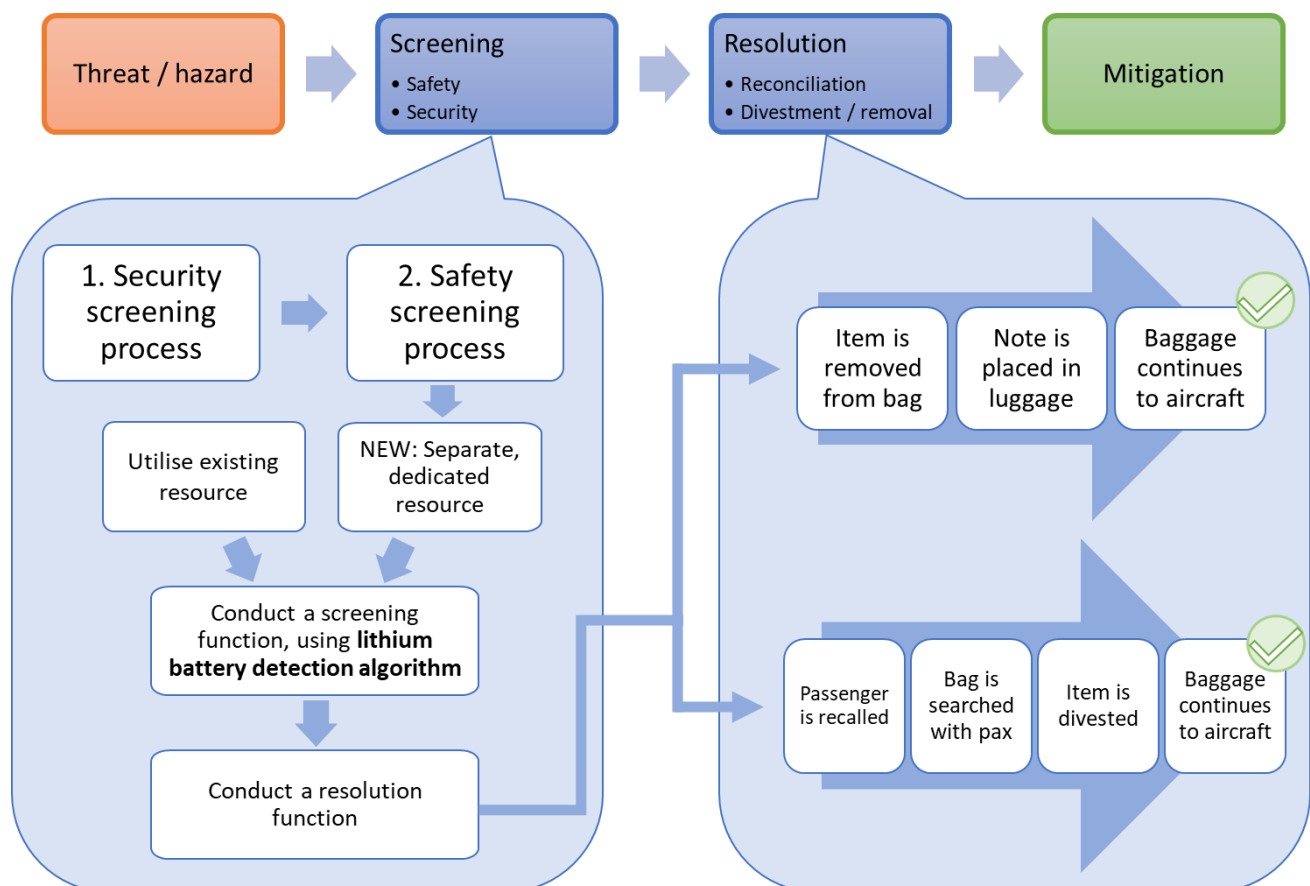 Threat / hazard
Screening
• Safety
• Security
Resolution
• Reconciliation
• Divestment / removal
Mitigation
1. Security
screening
process
2. Safety
screening
process
Utilise existing
resource
NEW: Separate,
dedicated
resource
Conduct a screening
function, using lithium
battery detection algorithm
Conduct a resolution
function
Item is
removed
from bag
Note is
placed in
luggage
Baggage
continues
to aircraft
Passenger
is recalled
Bag is
searched
with pax
Item is
divested
Baggage
continues
to aircraft